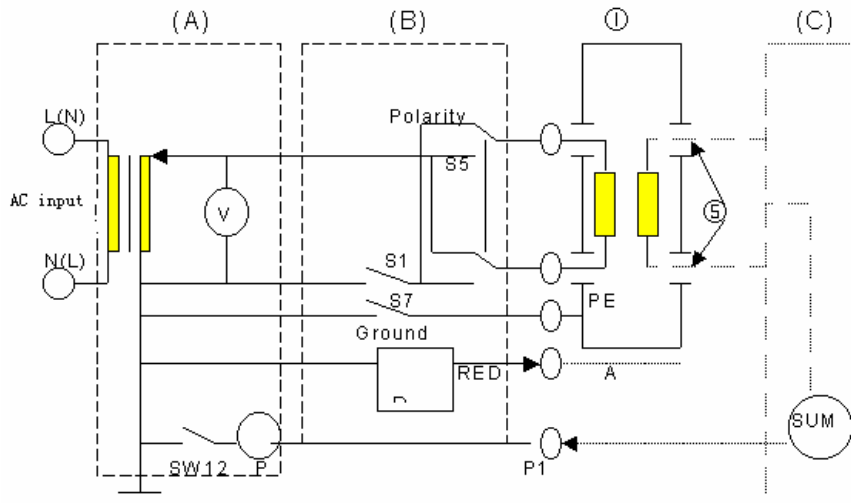 (A)
(B)
①
(C)
L(N)
Polarity
S5
AC input
V
⑤
N(L)
S1
S7
PE
Ground
RED
A
SUM
SW12
P
P1